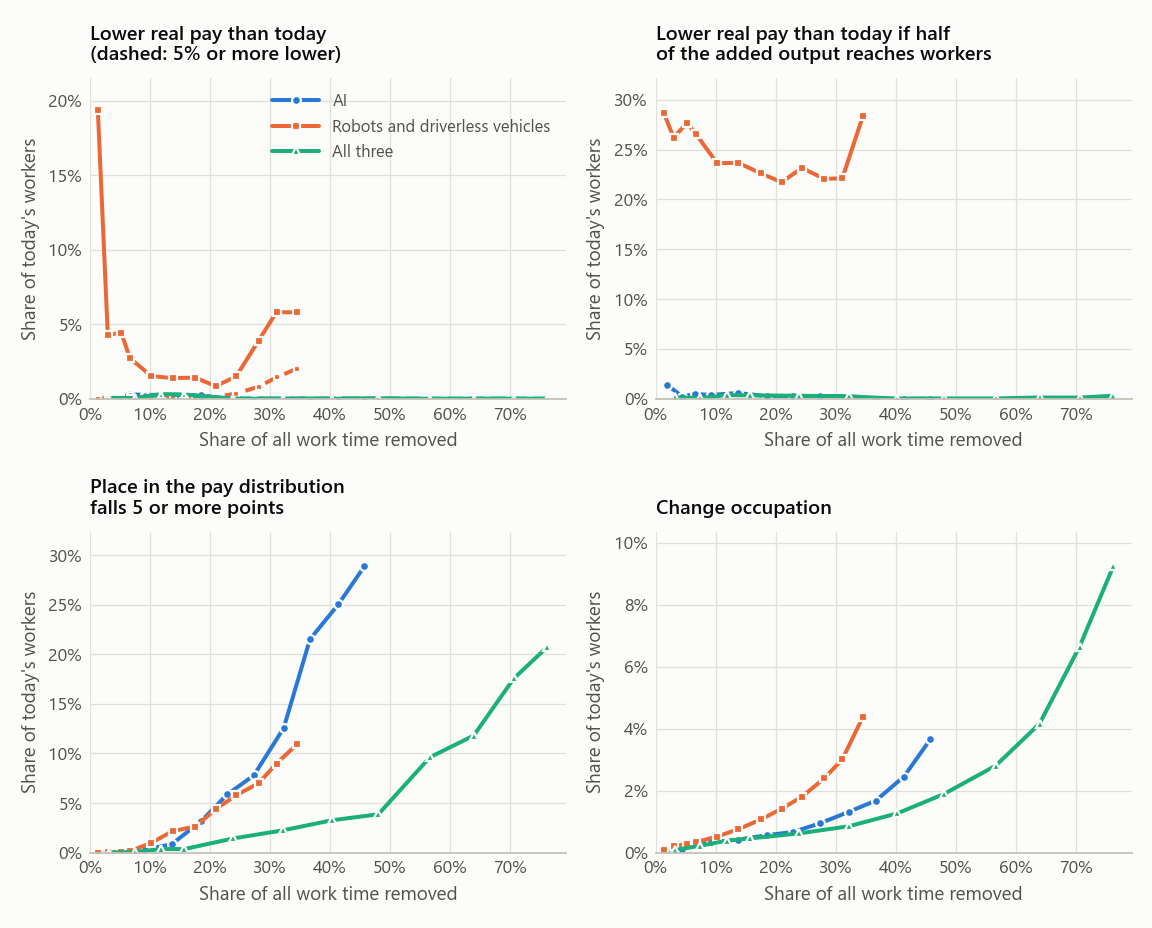 Lower real pay than today
(dashed: 5% or more lower)
Share of today's workers
20%
15%
10%
5%
0%
AI
Robots and driverless vehicles
All three
0% 10% 20% 30% 40% 50% 60% 70%
Share of all work time removed
Lower real pay than today if half
of the added output reaches workers
Share of today's workers
30%
25%
20%
15%
10%
5%
0%
0% 10% 20% 30% 40% 50% 60% 70%
Share of all work time removed
Place in the pay distribution
falls 5 or more points
Share of today's workers
30%
25%
20%
15%
10%
5%
0%
0% 10% 20% 30% 40% 50% 60% 70%
Share of all work time removed
Change occupation
Share of today's workers
10%
8%
6%
4%
2%
0%
0% 10% 20% 30% 40% 50% 60% 70%
Share of all work time removed